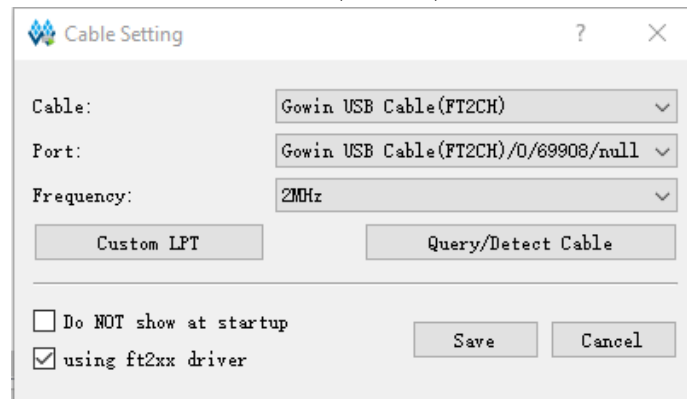 Cable Setting ? ×
Cable: Gowin USB Cable(FT2CH)
Port: Gowin USB Cable(FT2CH)/0/69908/null
Frequency: 2MHz
Custom LPT Query/Detect Cable
Do NOT show at startup
using ft2xx driver
Save Cancel